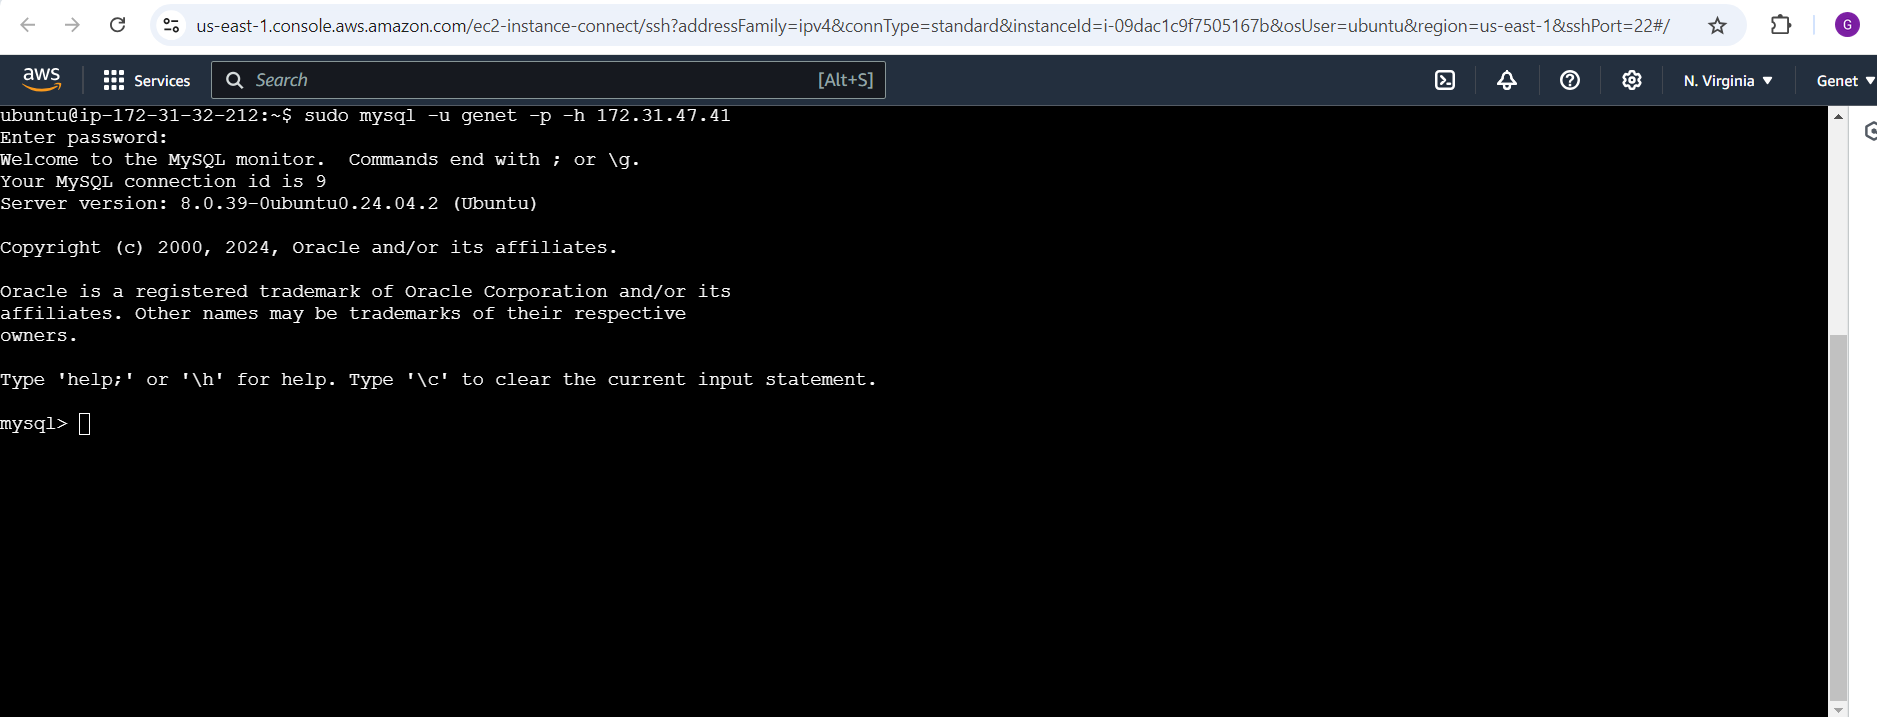 us-east-1.console.aws.amazon.com/ec2-instance-connect/ssh?addressFamily=ipv4&connType=standard&instanceId=i-09dac1c9f7505167b&osUser=ubuntu&region=us-east-1&sshPort=22#/
G
aws Services Search [Alt+S] N. Virginia Genet
ubuntu@ip-172-31-32-212:~$ sudo mysql -u genet -p -h 172.31.47.41
Enter password:
Welcome to the MySQL monitor.  Commands end with ; or \g.
Your MySQL connection id is 9
Server version: 8.0.39-0ubuntu0.24.04.2 (Ubuntu)
Copyright (c) 2000, 2024, Oracle and/or its affiliates.
Oracle is a registered trademark of Oracle Corporation and/or its
affiliates. Other names may be trademarks of their respective
owners.
Type 'help;' or '\h' for help. Type '\c' to clear the current input statement.
mysql>